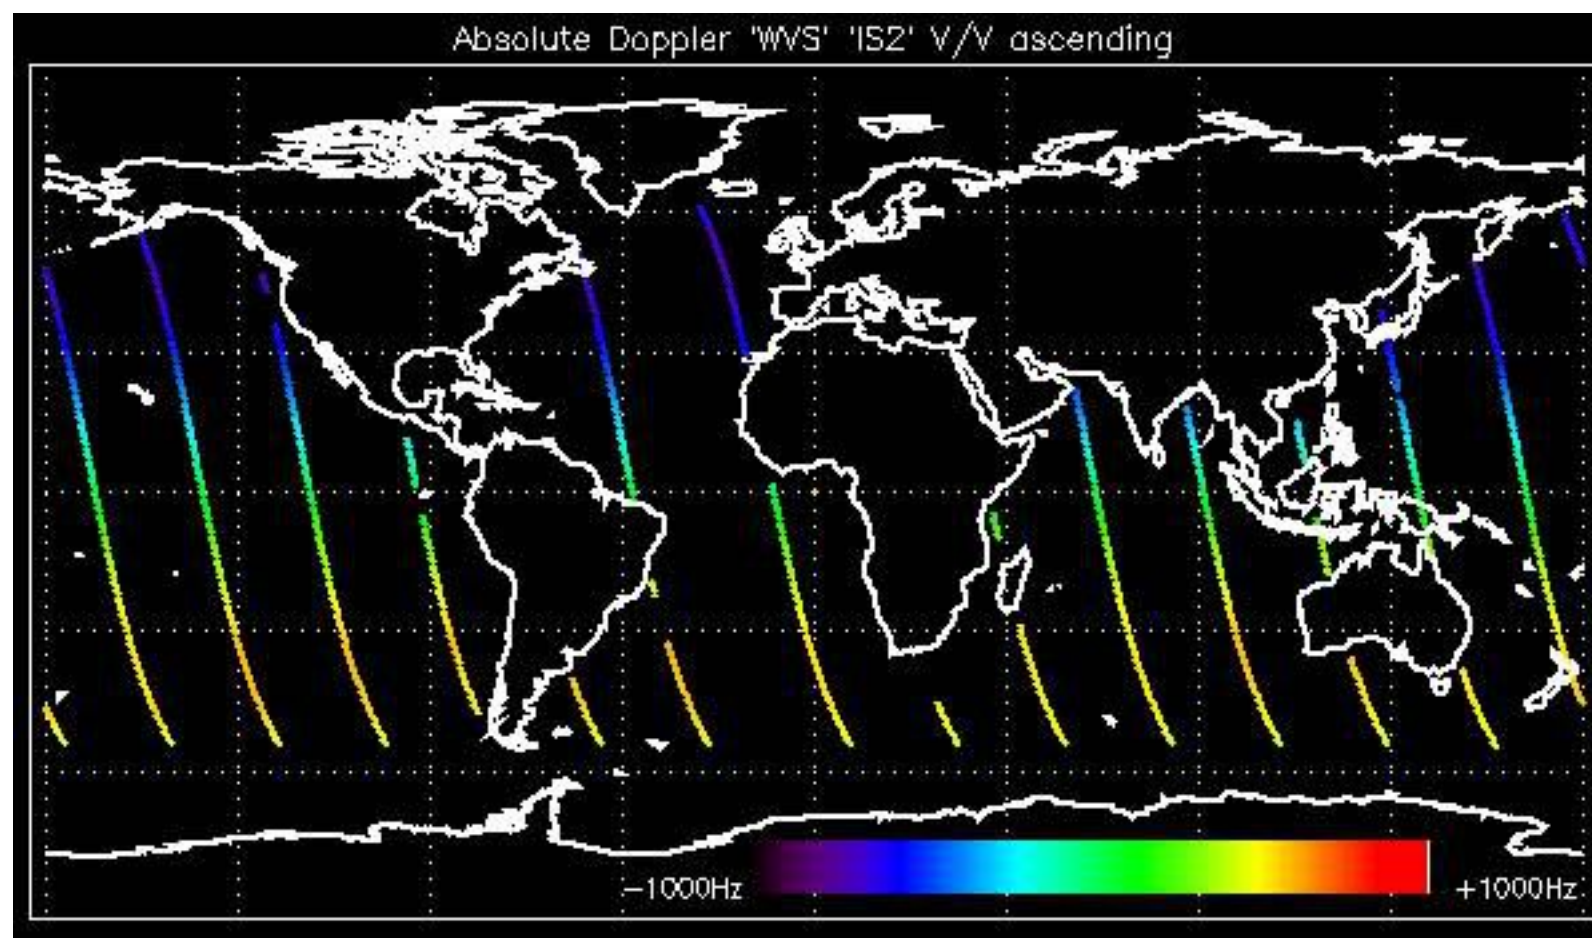 Absolute Doppler 'WVS' 'IS2' V/V ascending
-1000Hz
+1000Hz